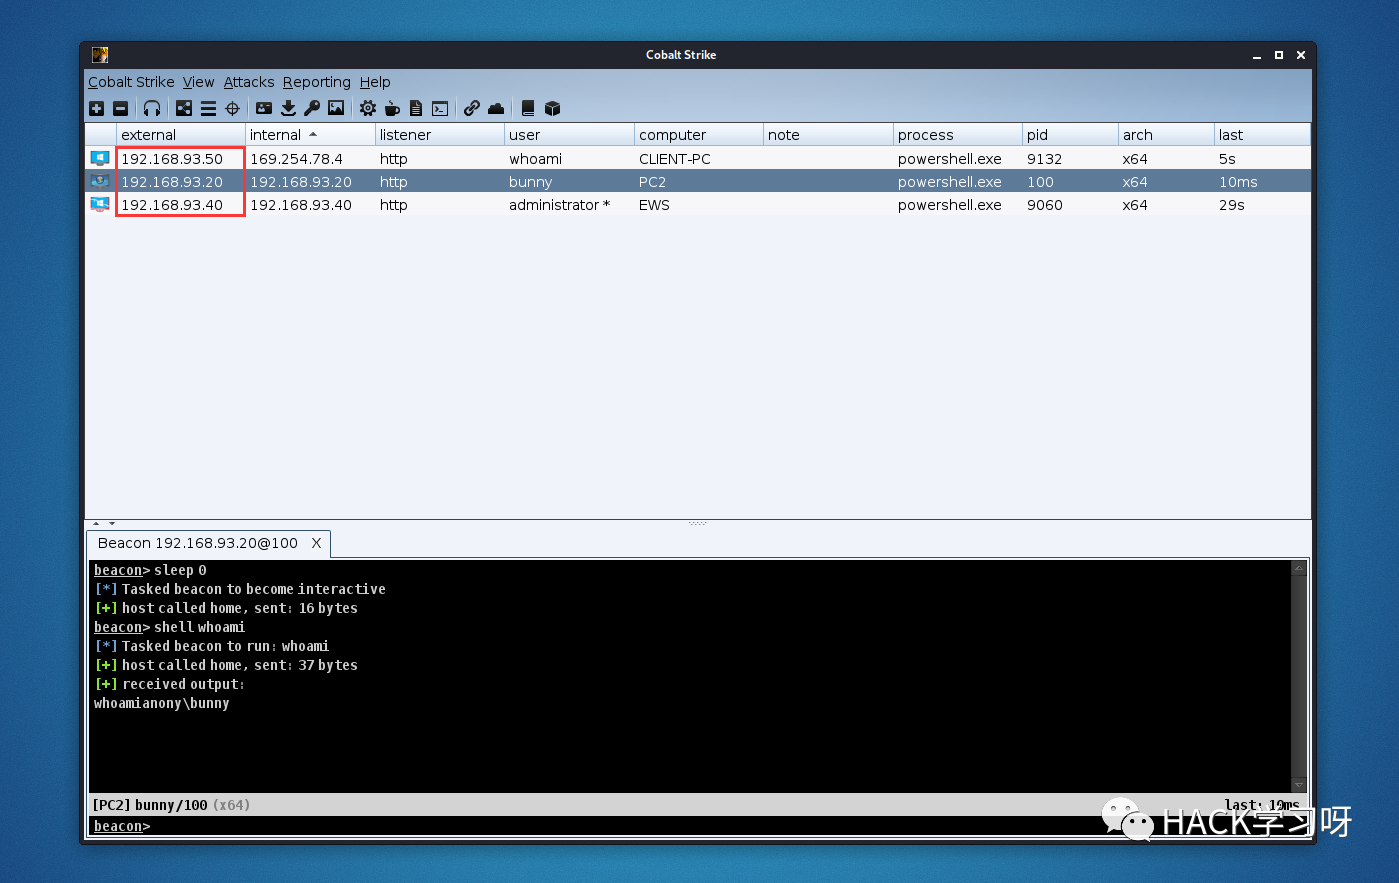 Cobalt Strike
Cobalt Strike View Attacks Reporting Help
external internal listener user computer note process pid arch last
192.168.93.50 169.254.78.4 http whoami CLIENT-PC powershell.exe 9132 x64 5s
192.168.93.20 192.168.93.20 http bunny PC2 powershell.exe 100 x64 10ms
192.168.93.40 192.168.93.40 http administrator * EWS powershell.exe 9060 x64 29s
Beacon 192.168.93.20@100 X
beacon> sleep 0
[*] Tasked beacon to become interactive
[+] host called home, sent: 16 bytes
beacon> shell whoami
[*] Tasked beacon to run: whoami
[+] host called home, sent: 37 bytes
[+] received output:
whoamianony\bunny
[PC2] bunny/100 (x64) last: 10ms
beacon>
HACK学习呀